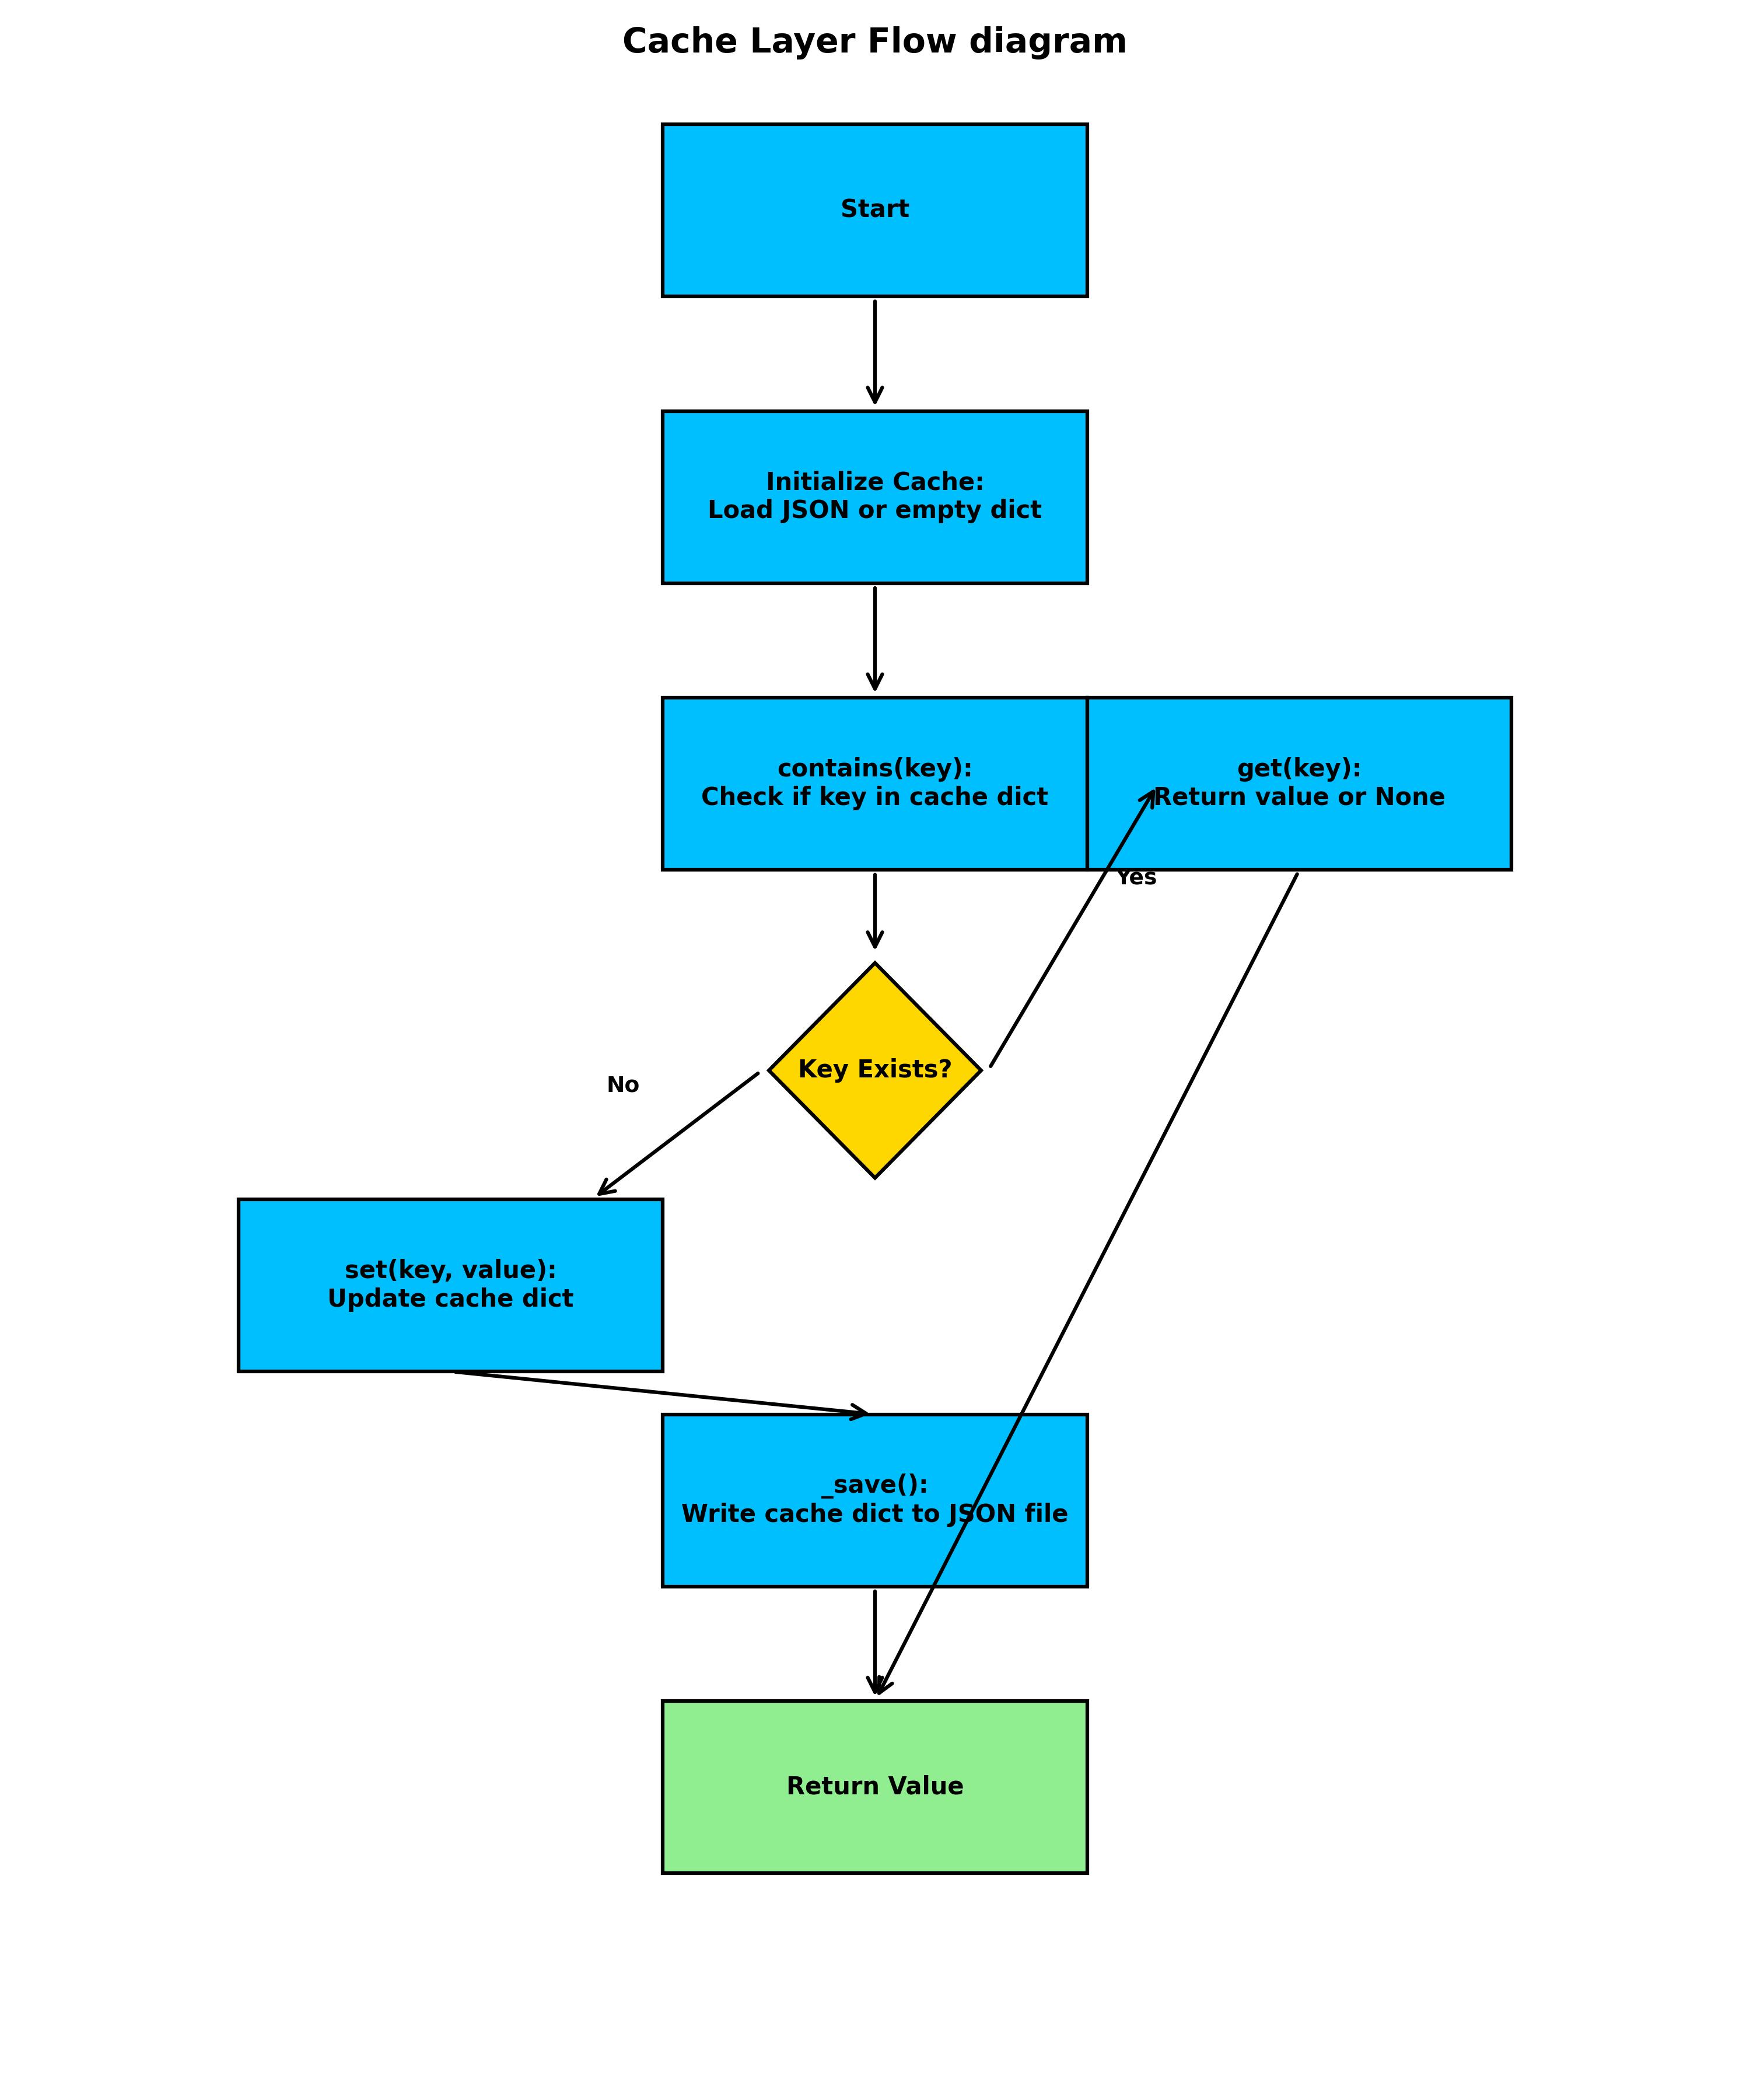 Cache Layer Flow diagram
Start
Initialize Cache:
Load JSON or empty dict
contains(key):
Check if key in cache dict
get(key):
Return value or None
Yes
Key Exists?
No
set(key, value):
Update cache dict
_save():
Write cache dict to JSON file
Return Value